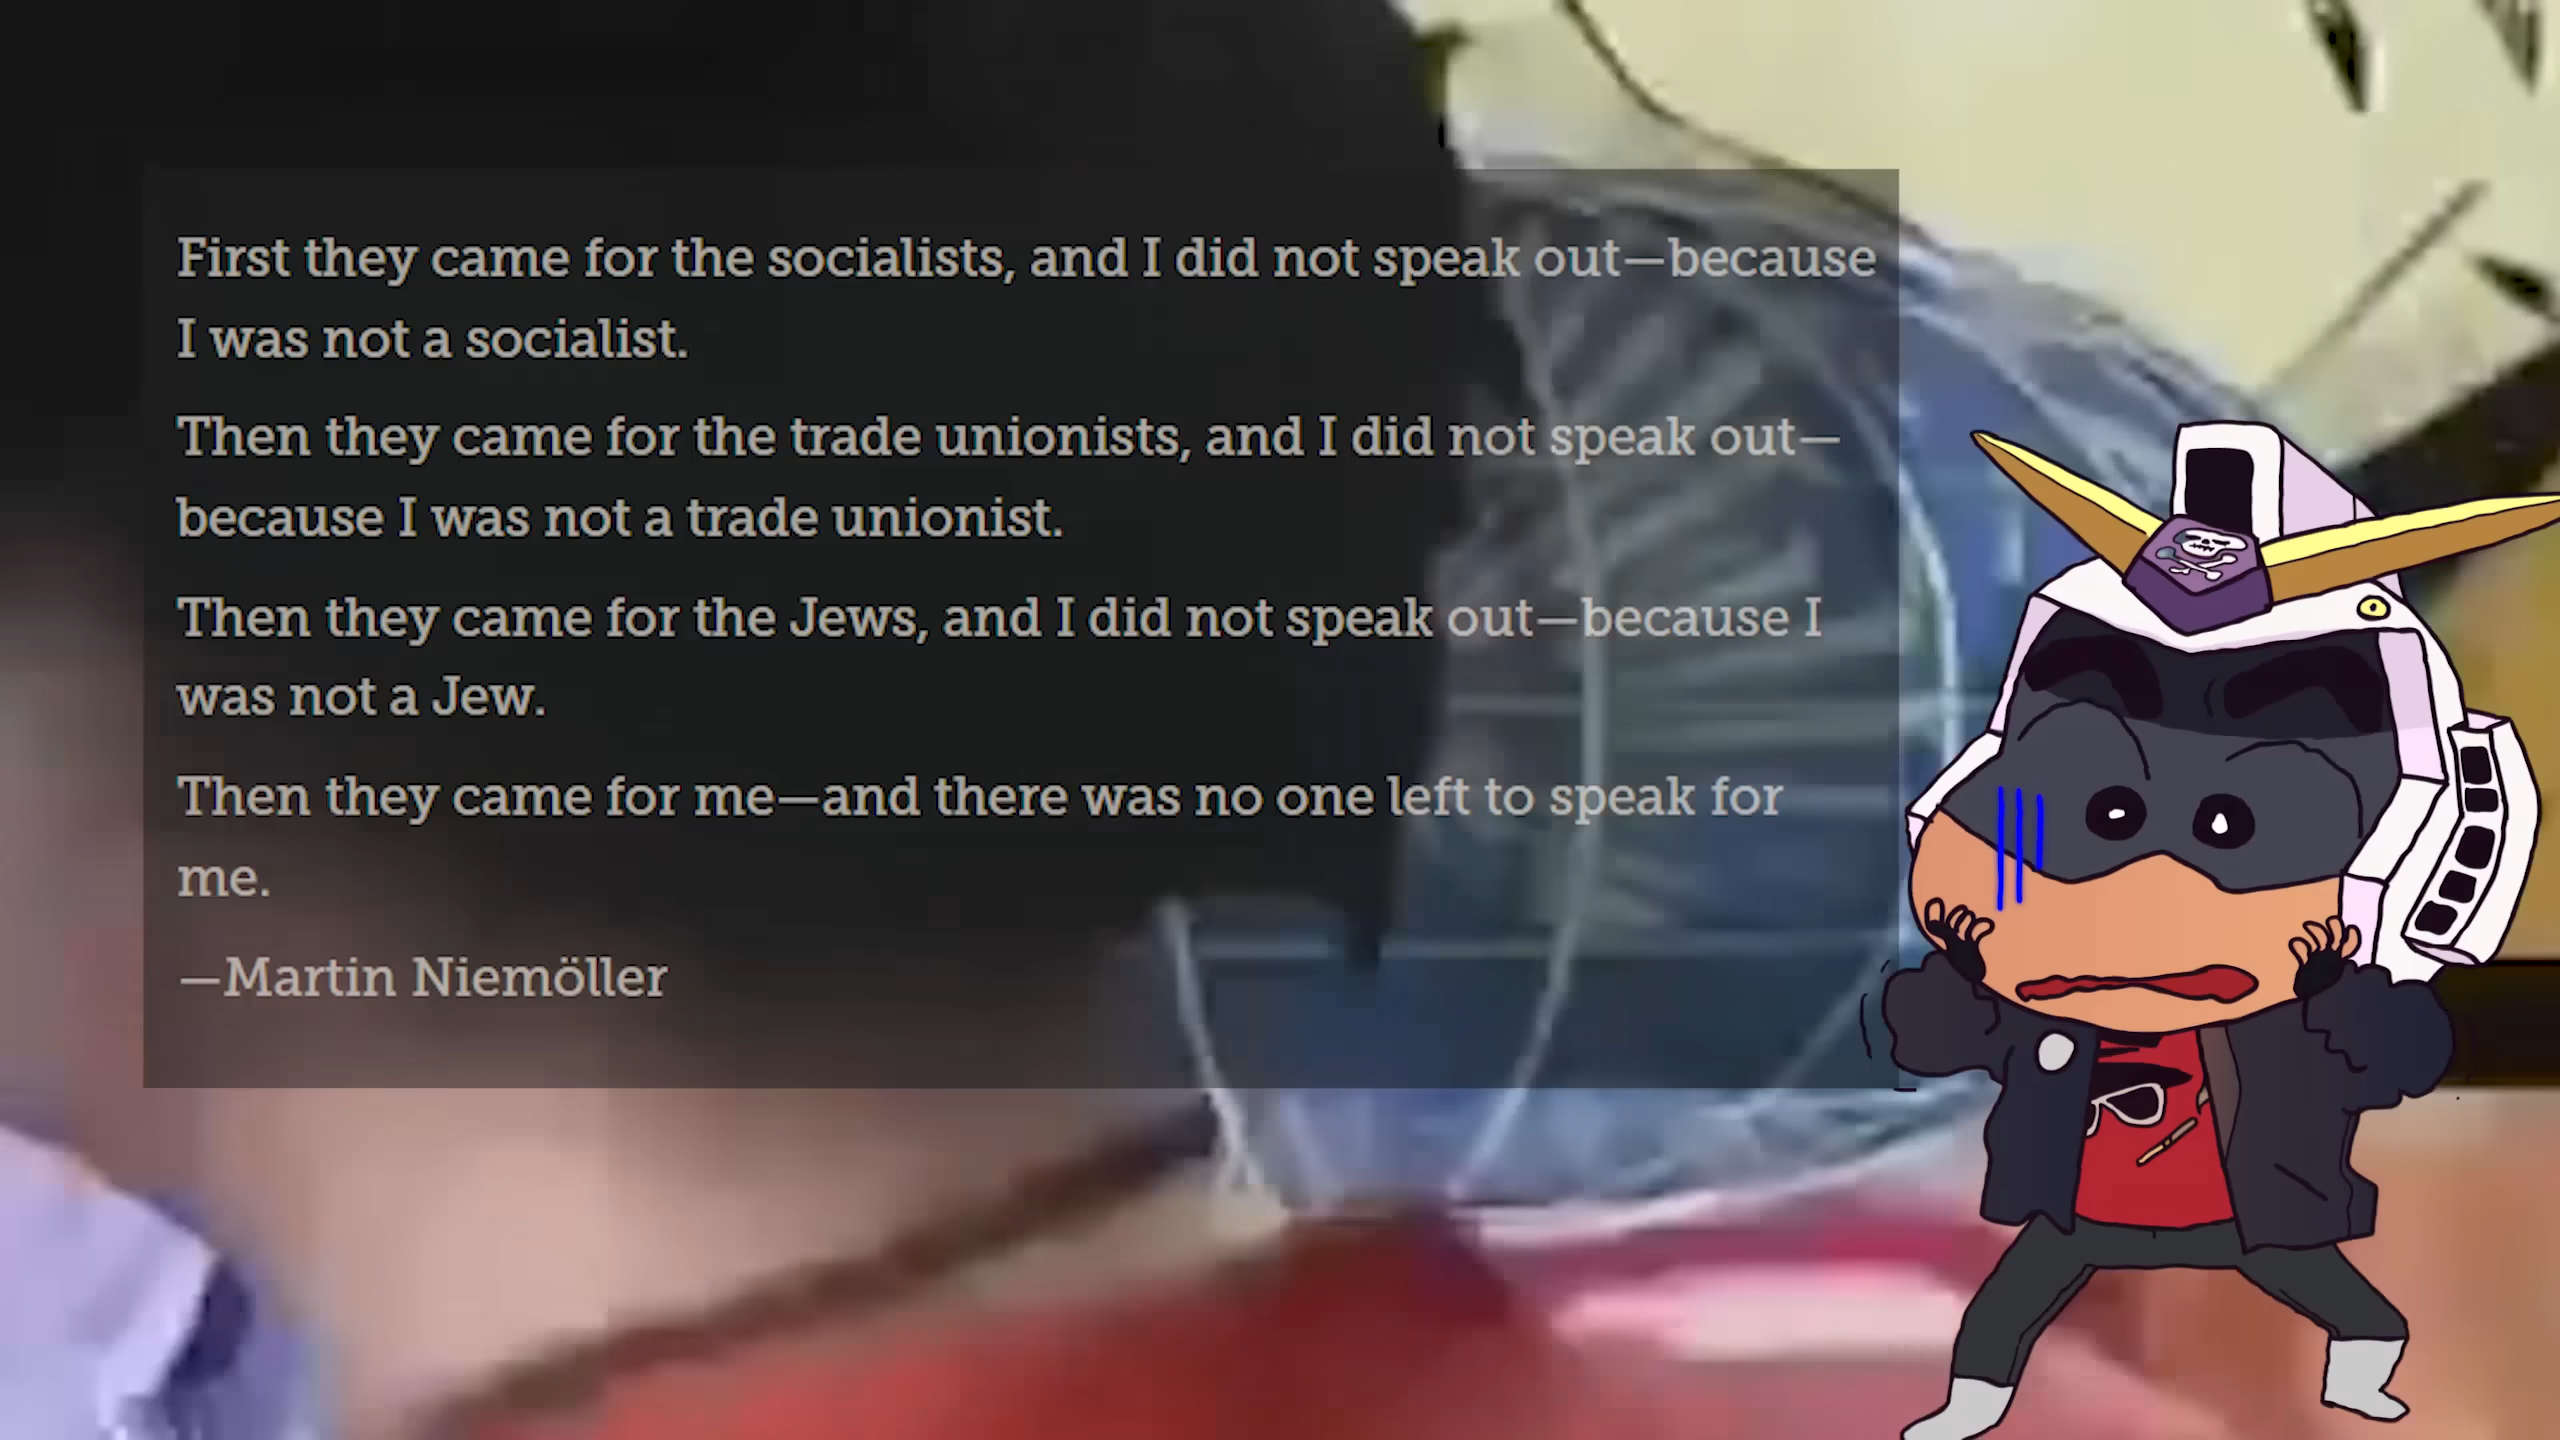 First they came for the socialists, and I did not speak out—because
I was not a socialist.
Then they came for the trade unionists, and I did not speak out—
because I was not a trade unionist.
Then they came for the Jews, and I did not speak out—because I
was not a Jew.
Then they came for me—and there was no one left to speak for
me.
—Martin Niemöller